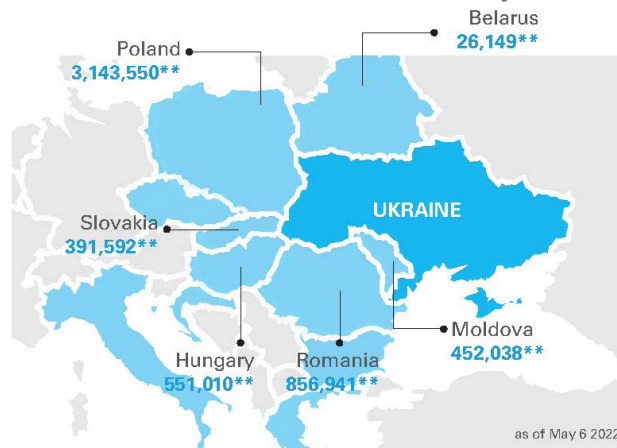 Belarus
26,149**
Poland
3,143,550**
UKRAINE
Slovakia
391,592**
Moldova
452,038**
Hungary
551,010**
Romania
856,941**
as of May 6 2022